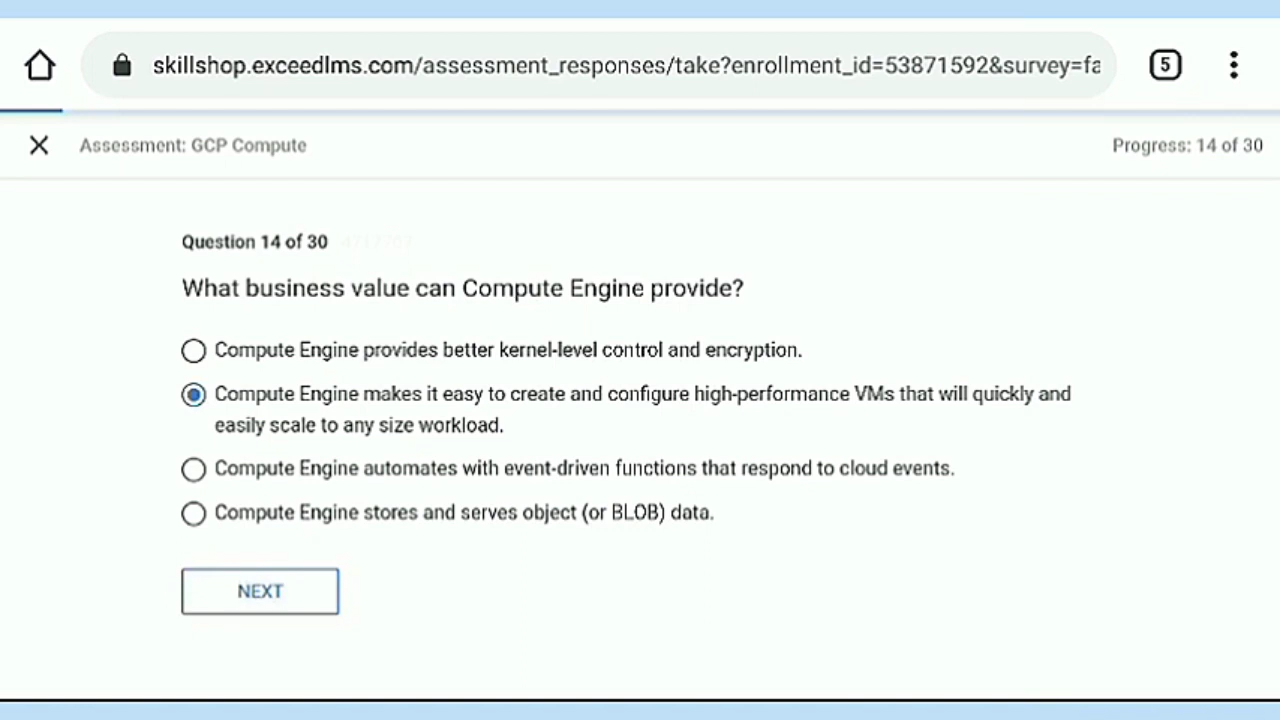 skillshop.exceedlms.com/assessment_responses/take?enrollment_id=53871592&survey=fa
5
Assessment: GCP Compute
Progress: 14 of 30
Question 14 of 30
What business value can Compute Engine provide?
Compute Engine provides better kernel-level control and encryption.
Compute Engine makes it easy to create and configure high-performance VMs that will quickly and
easily scale to any size workload.
Compute Engine automates with event-driven functions that respond to cloud events.
Compute Engine stores and serves object (or BLOB) data.
NEXT